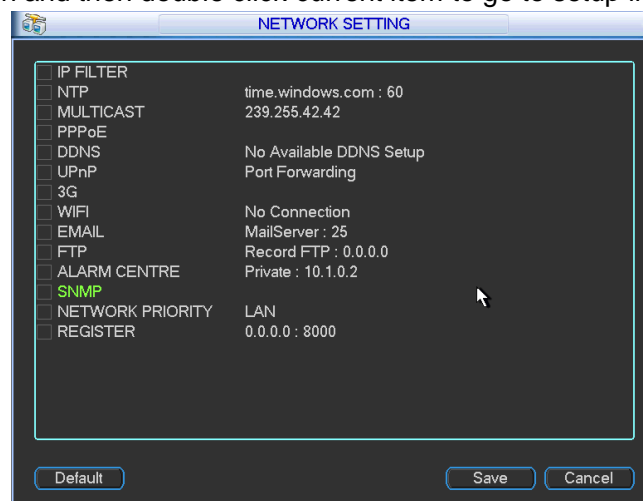 and then double click current item to go to setup
NETWORK SETTING
IP FILTER
NTP time.windows.com : 60
MULTICAST 239.255.42.42
PPPoE
DDNS No Available DDNS Setup
UPnP Port Forwarding
3G
WIFI No Connection
EMAIL MailServer : 25
FTP Record FTP : 0.0.0.0
ALARM CENTRE Private : 10.1.0.2
SNMP
NETWORK PRIORITY LAN
REGISTER 0.0.0.0 : 8000
Default Save Cancel